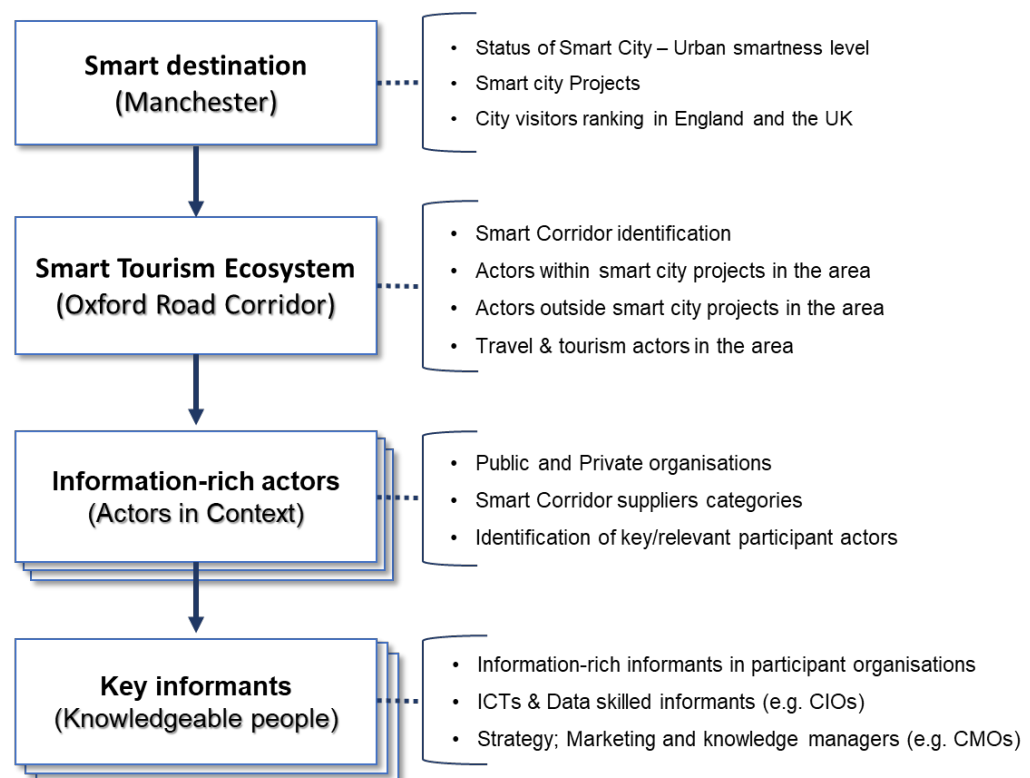 Smart destination
(Manchester)
• Status of Smart City – Urban smartness level
• Smart city Projects
• City visitors ranking in England and the UK
Smart Tourism Ecosystem
(Oxford Road Corridor)
• Smart Corridor identification
• Actors within smart city projects in the area
• Actors outside smart city projects in the area
• Travel & tourism actors in the area
Information-rich actors
(Actors in Context)
• Public and Private organisations
• Smart Corridor suppliers categories
• Identification of key/relevant participant actors
Key informants
(Knowledgeable people)
• Information-rich informants in participant organisations
• ICTs & Data skilled informants (e.g. CIOs)
• Strategy; Marketing and knowledge managers (e.g. CMOs)